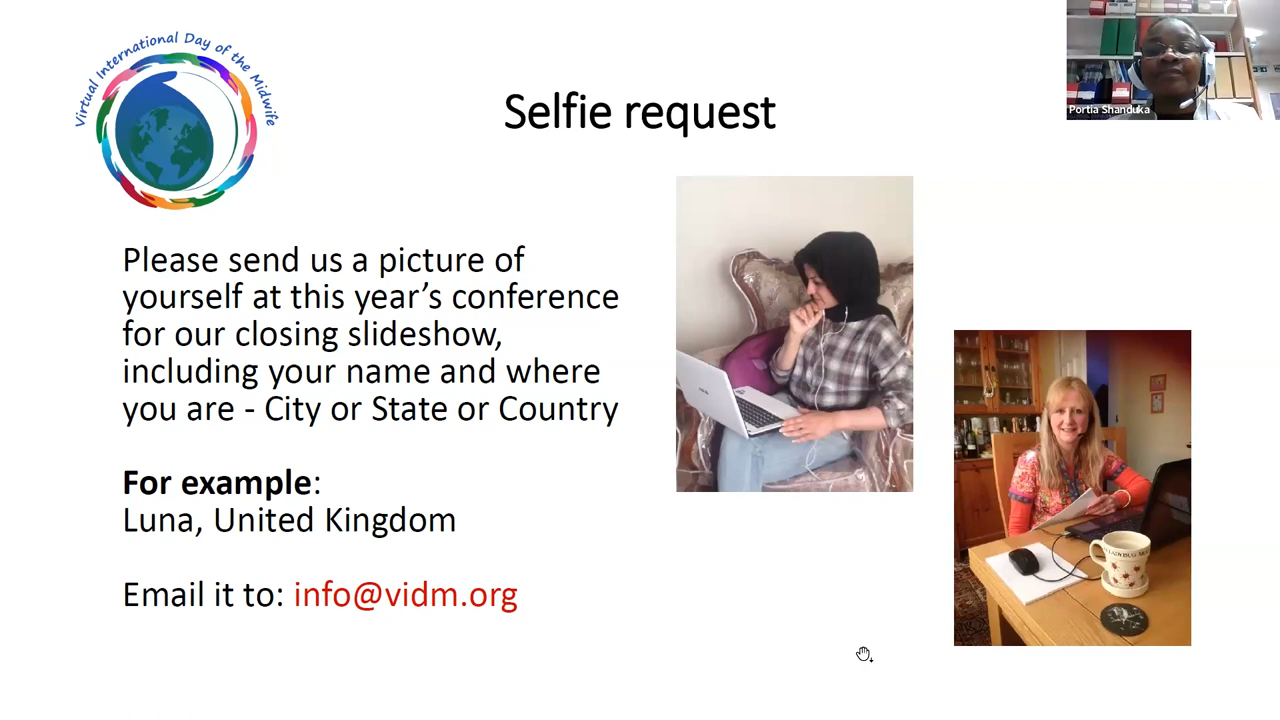 Virtual International Day of the Midwife
Selfie request
Portia Shanduka
Please send us a picture of
yourself at this year’s conference
for our closing slideshow,
including your name and where
you are - City or State or Country
For example:
Luna, United Kingdom
Email it to: info@vidm.org